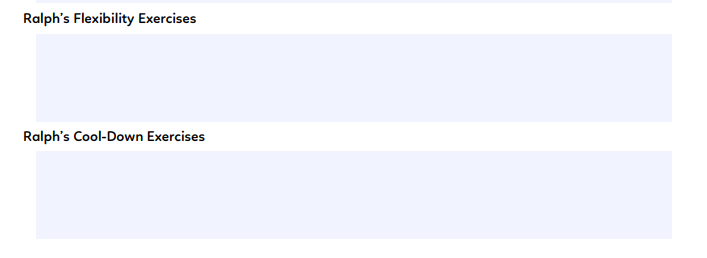 Ralph's Flexibility Exercises
Ralph's Cool-Down Exercises